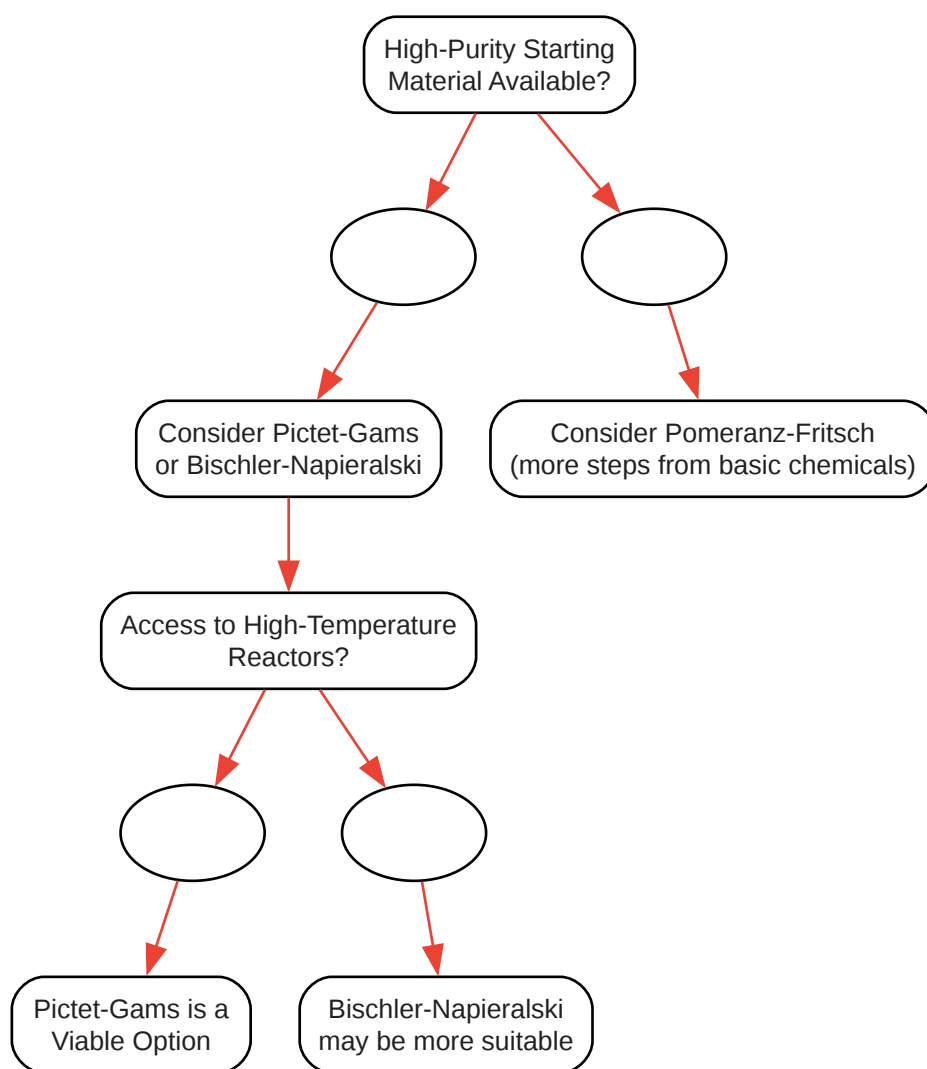 High-Purity Starting
Material Available?
Consider Pictet-Gams
or Bischler-Napieralski
Consider Pomeranz-Fritsch
(more steps from basic chemicals)
Access to High-Temperature
Reactors?
Pictet-Gams is a
Viable Option
Bischler-Napieralski
may be more suitable